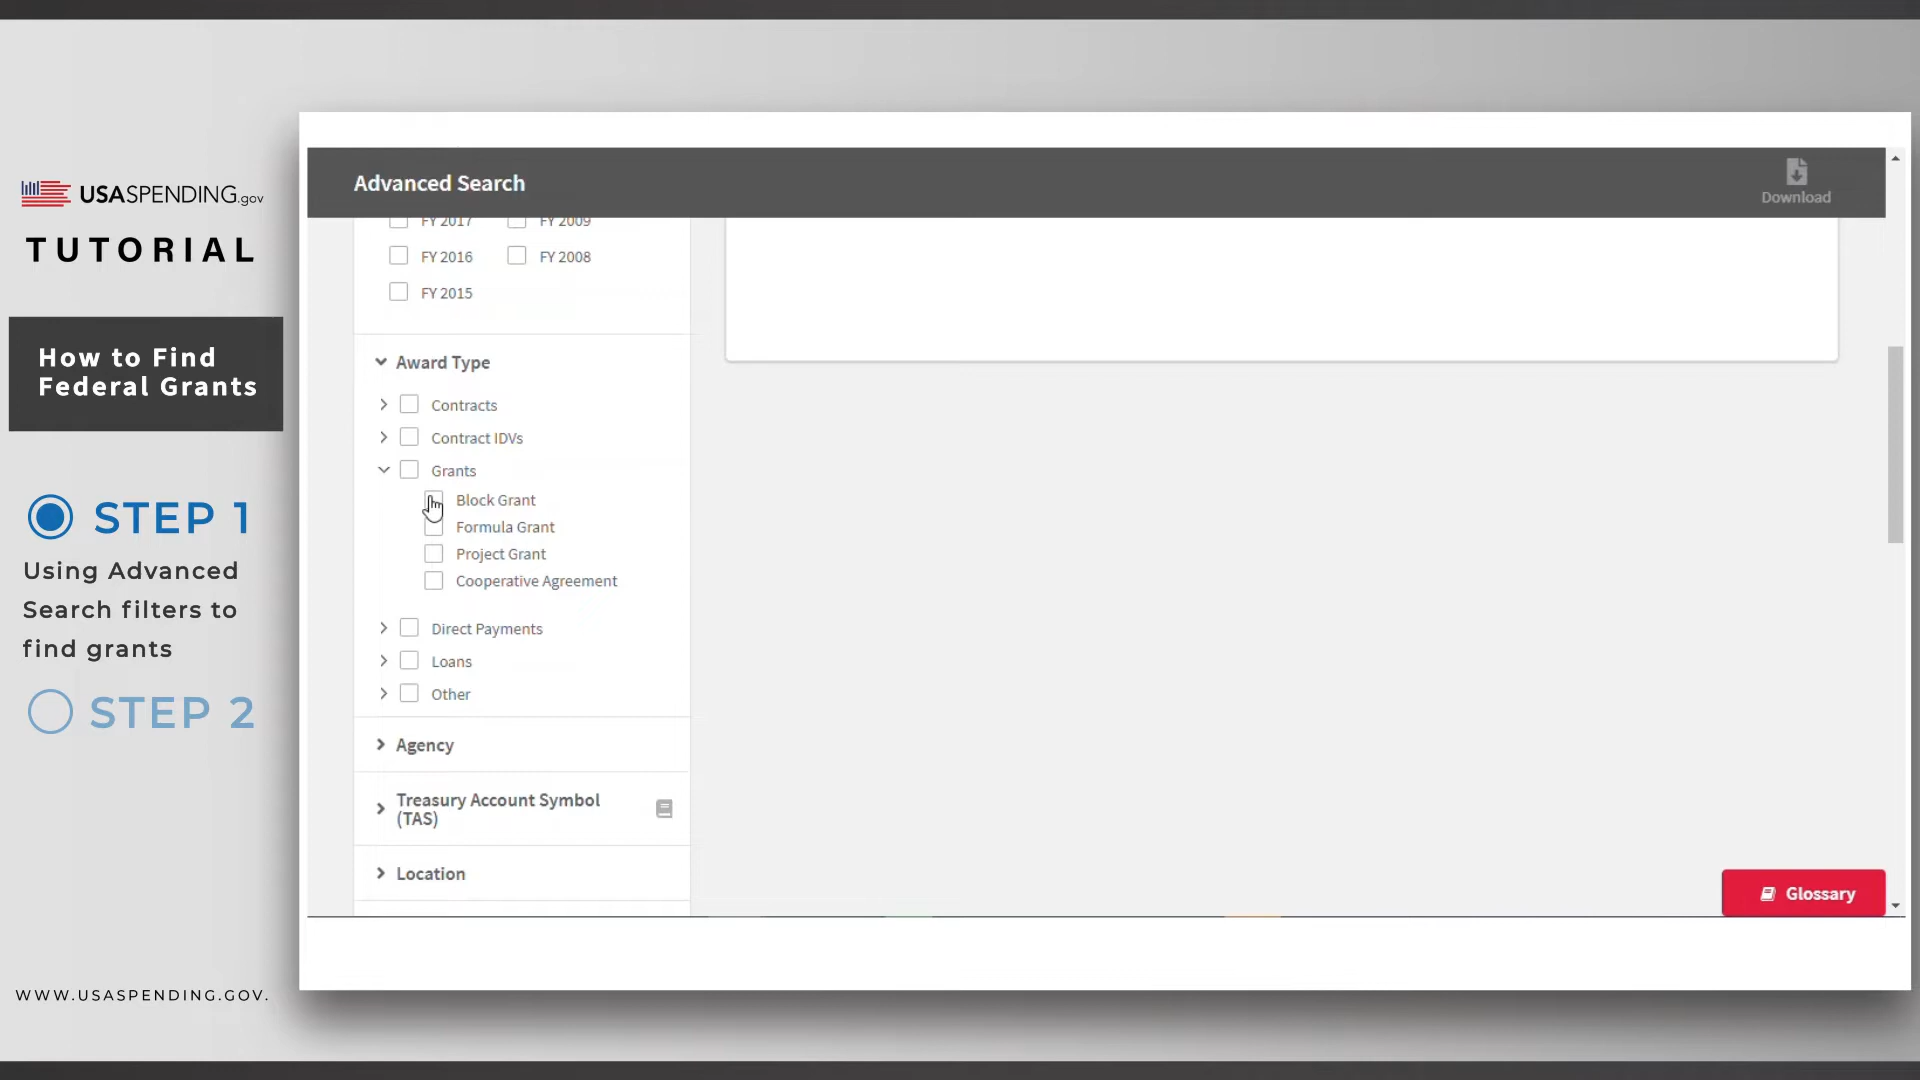 USASPENDING.gov
TUTORIAL
How to Find
Federal Grants
STEP 1
Using Advanced
Search filters to
find grants
STEP 2
WWW.USASPENDING.GOV.
Advanced Search
Download
FY 2017 FY 2009
FY 2016 FY 2008
FY 2015
Award Type
Contracts
Contract IDVs
Grants
Block Grant
Formula Grant
Project Grant
Cooperative Agreement
Direct Payments
Loans
Other
Agency
Treasury Account Symbol
(TAS)
Location
Glossary